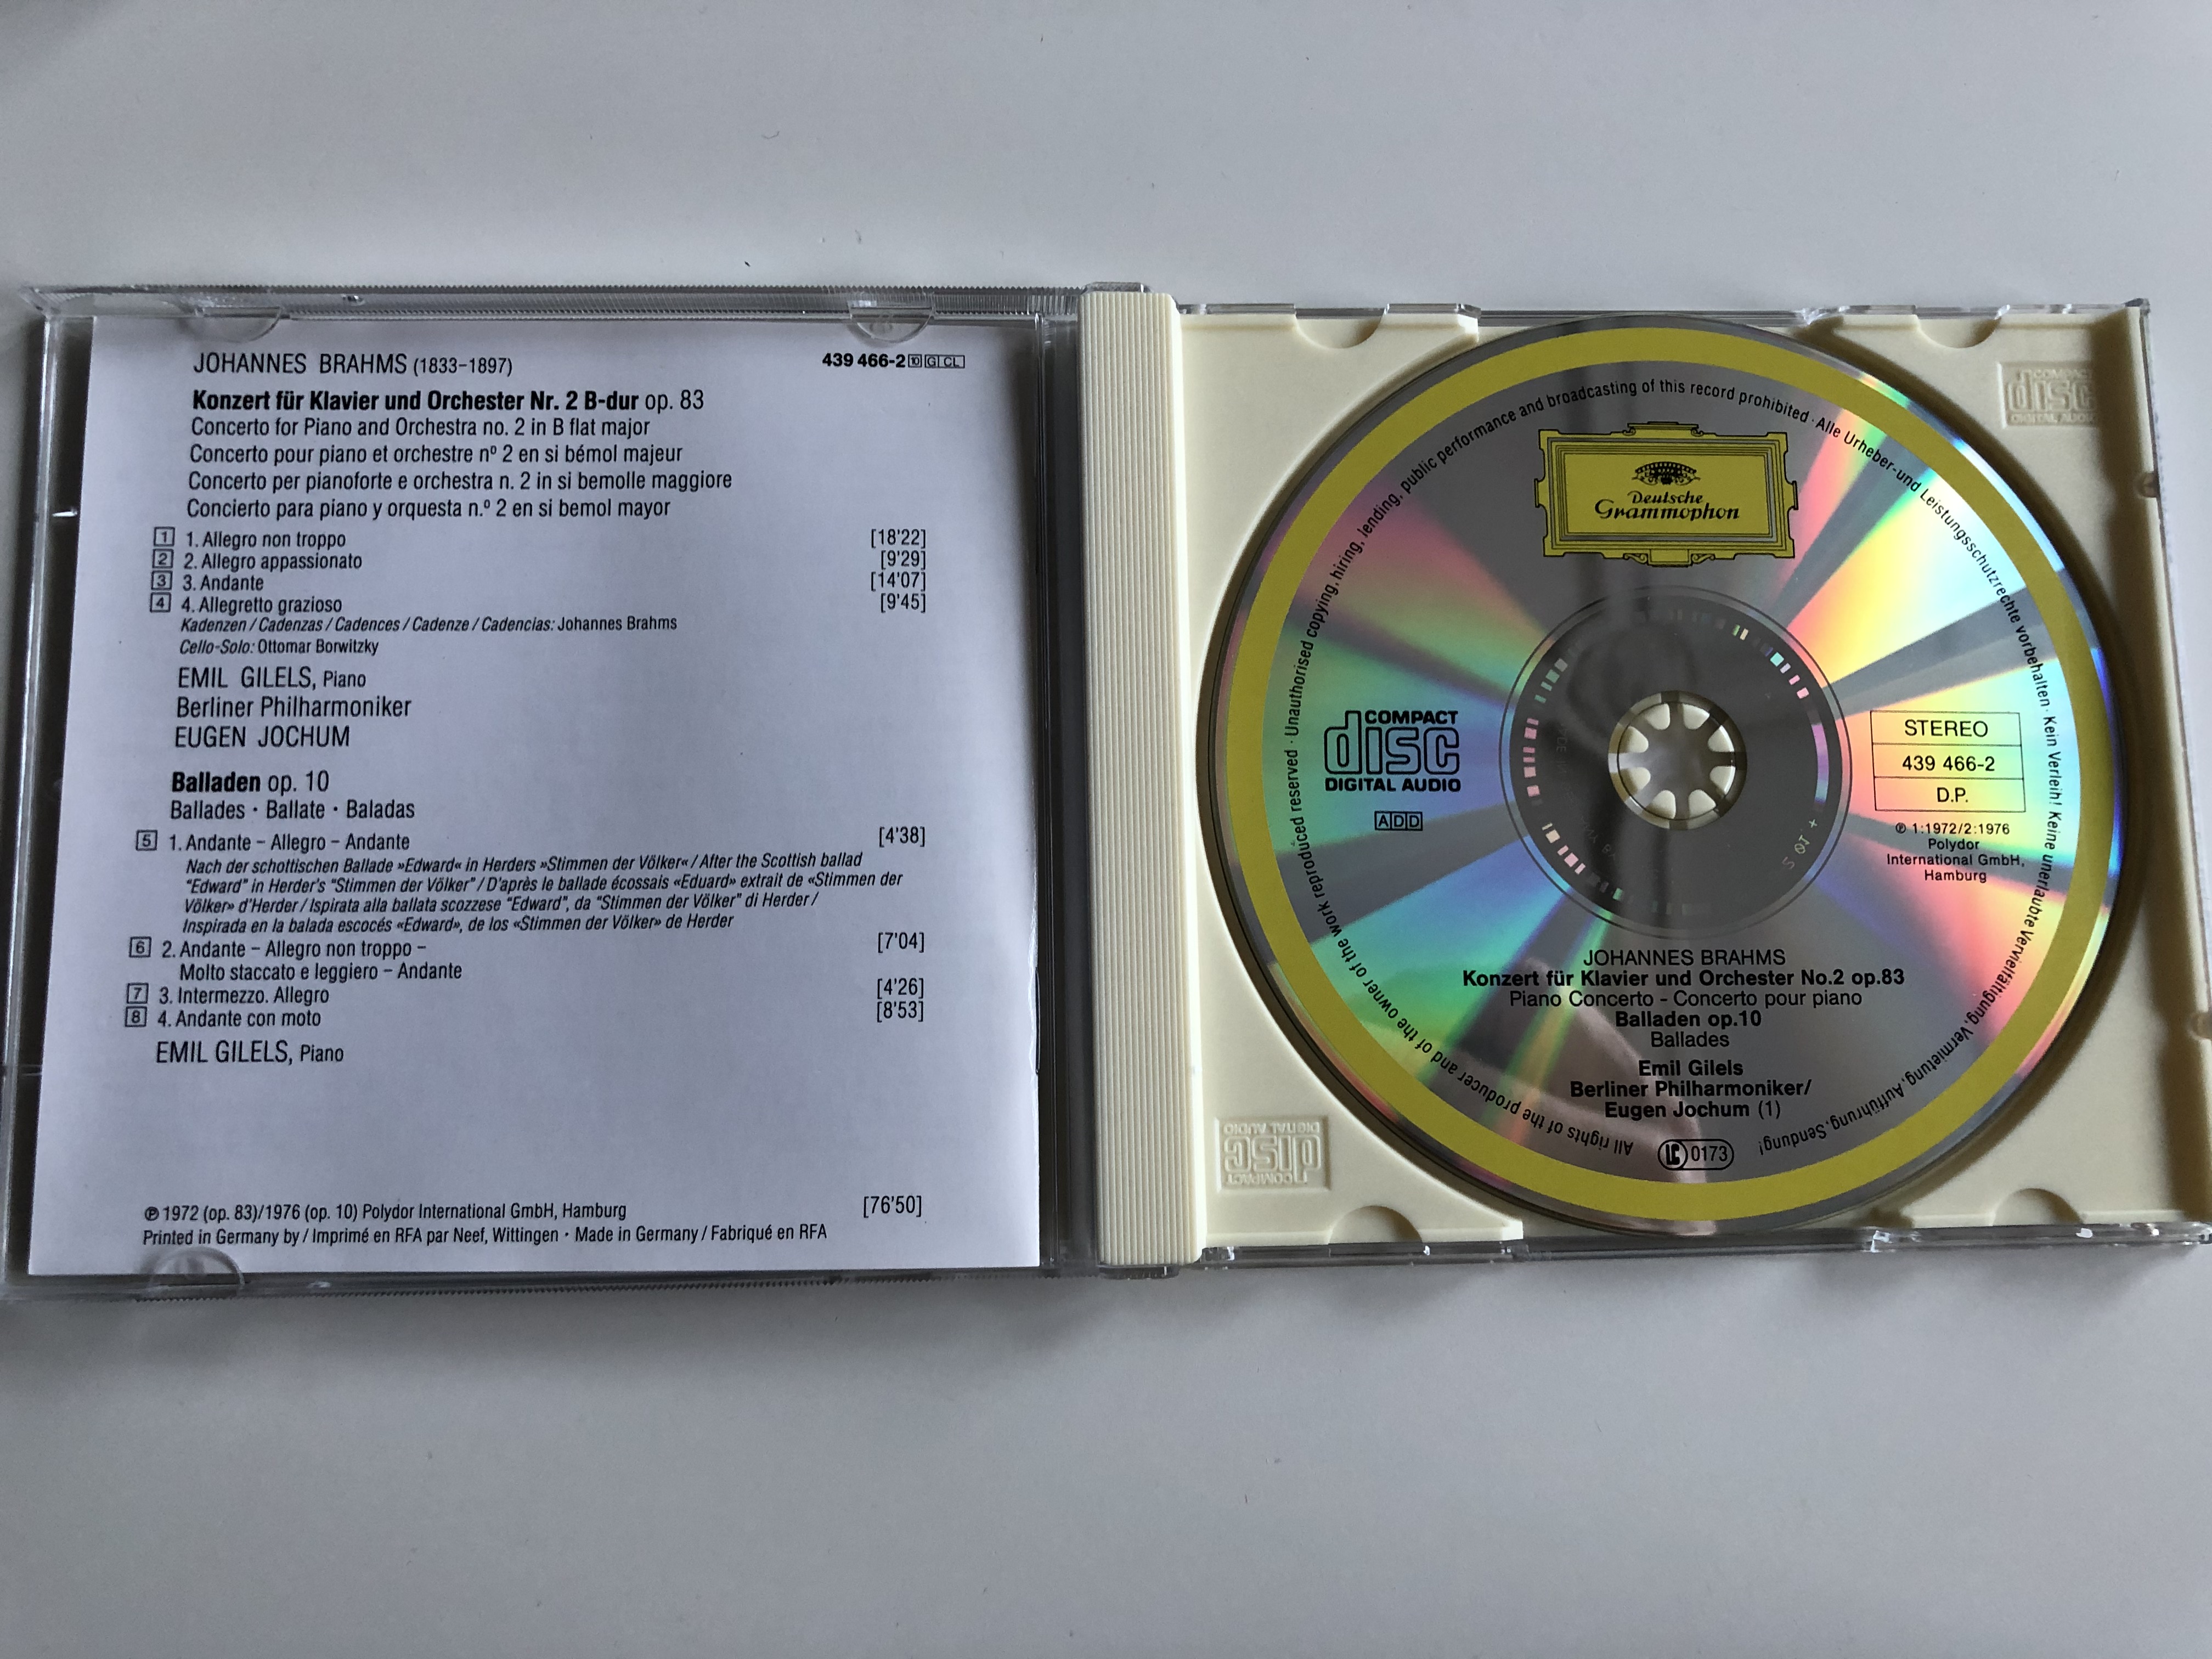 JOHANNES BRAHMS (1833–1897)
439 466-2 10 G CL
Konzert für Klavier und Orchester Nr. 2 B-dur op. 83
Concerto for Piano and Orchestra no. 2 in B flat major
Concerto pour piano et orchestre nº 2 en si bémol majeur
Concerto per pianoforte e orchestra n. 2 in si bemolle maggiore
Concierto para piano y orquesta n.º 2 en si bemol mayor
1 1. Allegro non troppo [18'22]
2 2. Allegro appassionato [9'29]
3 3. Andante [14'07]
4 4. Allegretto grazioso [9'45]
Kadenzen / Cadenzas / Cadences / Cadenze / Cadencias: Johannes Brahms
Cello-Solo: Ottomar Borwitzky
EMIL GILELS, Piano
Berliner Philharmoniker
EUGEN JOCHUM
Balladen op. 10
Ballades · Ballate · Baladas
5 1. Andante – Allegro – Andante [4'38]
Nach der schottischen Ballade »Edward« in Herders »Stimmen der Völker« / After the Scottish ballad
"Edward" in Herder's "Stimmen der Völker" / D'après le ballade écossais «Eduard» extrait de «Stimmen der
Völker» d'Herder / Ispirata alla ballata scozzese "Edward", da "Stimmen der Völker" di Herder /
Inspirada en la balada escocés «Edward», de los «Stimmen der Völker» de Herder
6 2. Andante – Allegro non troppo – [7'04]
Molto staccato e leggiero – Andante
7 3. Intermezzo. Allegro [4'26]
8 4. Andante con moto [8'53]
EMIL GILELS, Piano
℗ 1972 (op. 83)/1976 (op. 10) Polydor International GmbH, Hamburg [76'50]
Printed in Germany by / Imprimé en RFA par Neef, Wittingen · Made in Germany / Fabriqué en RFA
All rights of the producer and of the owner of the work reproduced reserved · Unauthorised copying, hiring, lending, public performance and broadcasting of this record prohibited · Alle Urheber-und Leistungsschutzrechte vorbehalten · Kein Verleih! Keine unerlaubte Vervielfältigung, Vermietung, Aufführung, Sendung!
Deutsche
Grammophon
COMPACT
disc
DIGITAL AUDIO
ADD
STEREO
439 466-2
D.P.
℗ 1:1972/2:1976
Polydor
International GmbH,
Hamburg
JOHANNES BRAHMS
Konzert für Klavier und Orchester No.2 op.83
Piano Concerto - Concerto pour piano
Balladen op.10
Ballades
Emil Gilels
Berliner Philharmoniker/
Eugen Jochum (1)
LC 0173
COMPACT
disc
DIGITAL AUDIO
COMPACT
disc
DIGITAL AUDIO